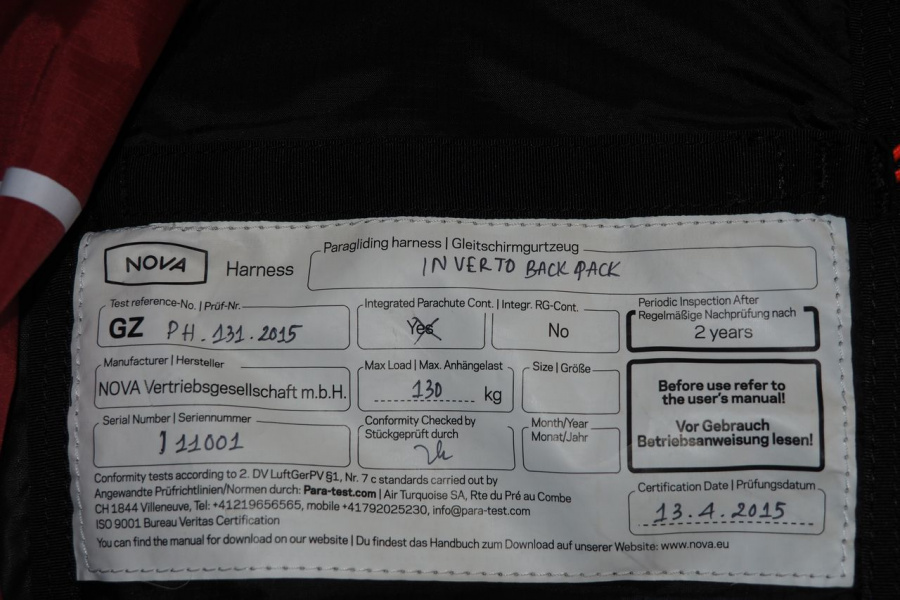 NOVA Harness
Paragliding harness | Gleitschirmgurtzeug
INVERTO BACKPACK
Test reference-No. | Prüf-Nr.
GZ PH.131.2015
Integrated Parachute Cont. | Integr. RG-Cont.
Yes No
Periodic Inspection After
Regelmäßige Nachprüfung nach
2 years
Manufacturer | Hersteller
NOVA Vertriebsgesellschaft m.b.H.
Max Load | Max. Anhängelast
130 kg
Size | Größe
Before use refer to
the user's manual!
Vor Gebrauch
Betriebsanweisung lesen!
Serial Number | Seriennummer
J 11001
Conformity Checked by
Stückgeprüft durch
Month/Year
Monat/Jahr
Certification Date | Prüfungsdatum
13.4.2015
Conformity tests according to 2. DV LuftGerPV §1, Nr. 7 c standards carried out by
Angewandte Prüfrichtlinien/Normen durch: Para-test.com | Air Turquoise SA, Rte du Pré au Combe
CH 1844 Villeneuve, Tel: +41219656565, mobile +41792025230, info@para-test.com
ISO 9001 Bureau Veritas Certification
You can find the manual for download on our website | Du findest das Handbuch zum Download auf unserer Website: www.nova.eu